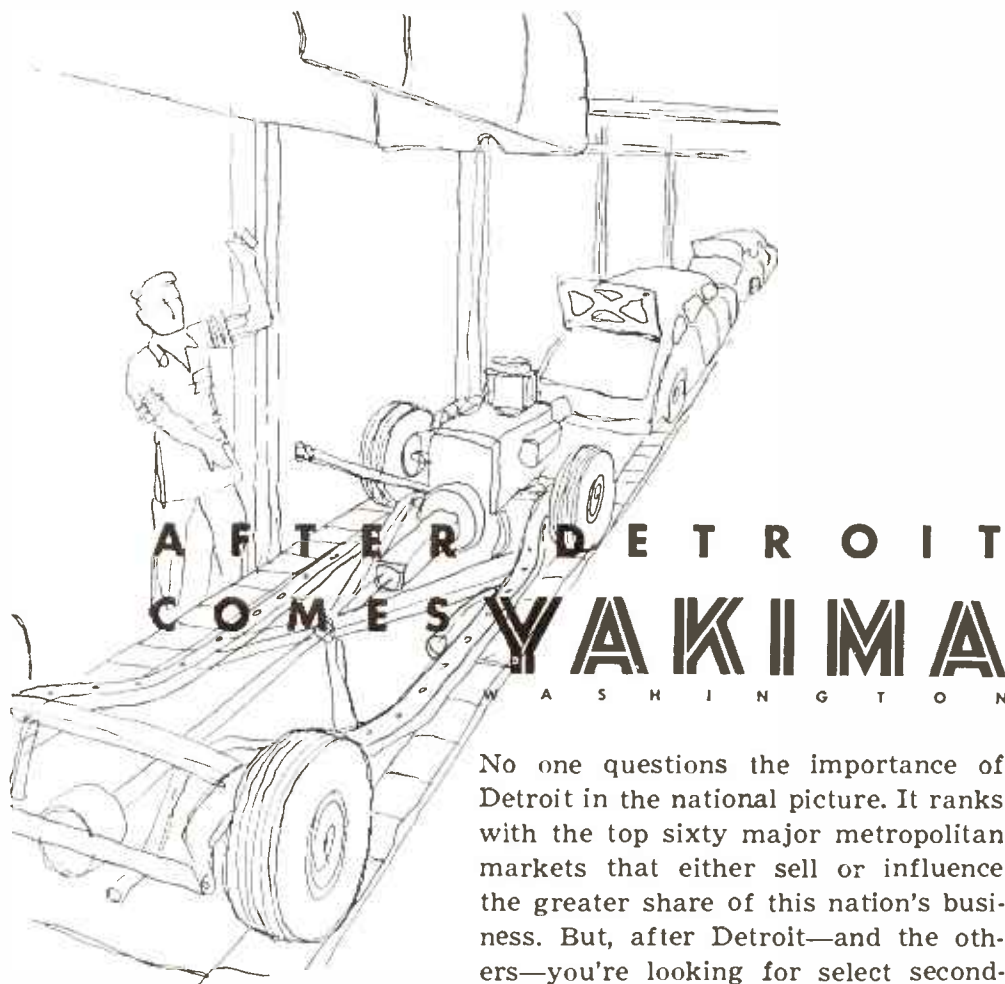 AFTER DETROIT
COMES YAKIMA
WASHINGTON
No one questions the importance of
Detroit in the national picture. It ranks
with the top sixty major metropolitan
markets that either sell or influence
the greater share of this nation's busi-
ness. But, after Detroit—and the oth-
ers—you're looking for select second-